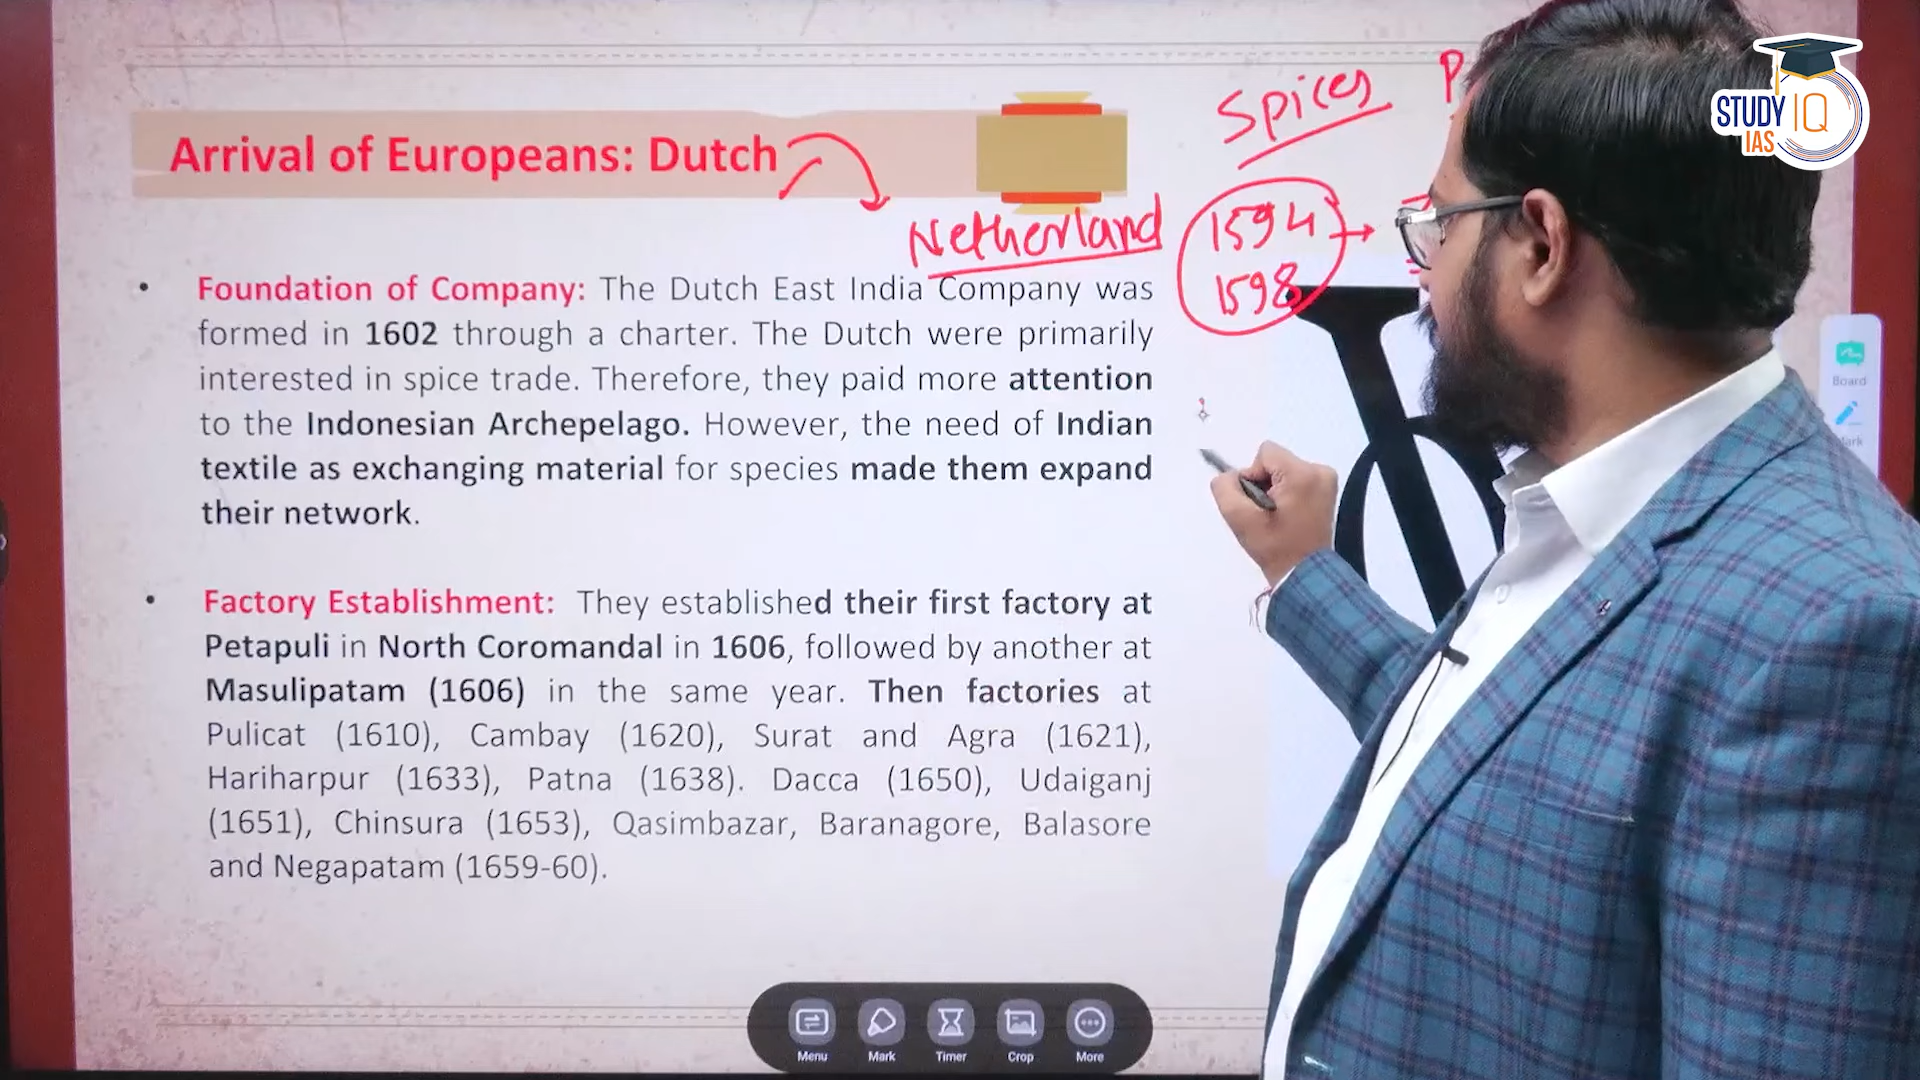 Spices
P
STUDY IQ
IAS
Arrival of Europeans: Dutch
Netherland
1594
1598
• Foundation of Company: The Dutch East India Company was
formed in 1602 through a charter. The Dutch were primarily
interested in spice trade. Therefore, they paid more attention
to the Indonesian Archepelago. However, the need of Indian
textile as exchanging material for species made them expand
their network.
• Factory Establishment: They established their first factory at
Petapuli in North Coromandal in 1606, followed by another at
Masulipatam (1606) in the same year. Then factories at
Pulicat (1610), Cambay (1620), Surat and Agra (1621),
Hariharpur (1633), Patna (1638). Dacca (1650), Udaiganj
(1651), Chinsura (1653), Qasimbazar, Baranagore, Balasore
and Negapatam (1659-60).
Board
Menu
Mark
Timer
Crop
More